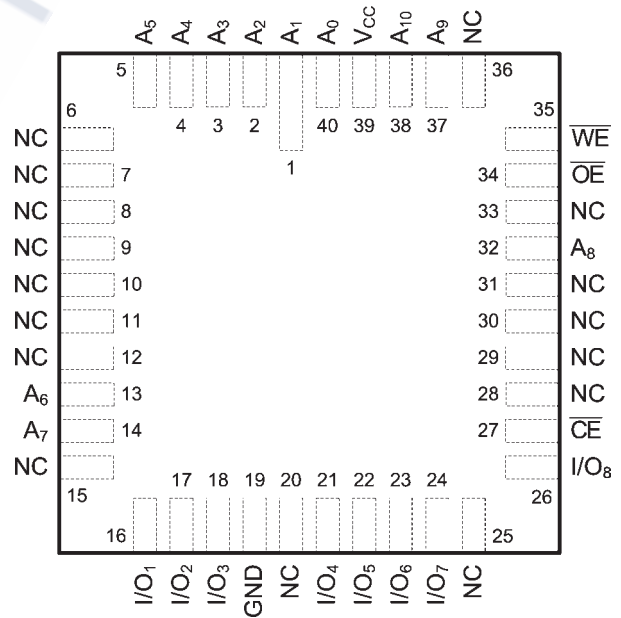 A5 A4 A3 A2 A1 A0 VCC A10 A9 NC
5 36
4 3 2 40 39 38 37
6 35
1
NC WE
NC 7 34 OE
NC 8 33 NC
NC 9 32 A8
NC 10 31 NC
NC 11 30 NC
NC 12 29 NC
A6 13 28 NC
A7 14 27 CE
NC I/O8
15 26
17 18 19 20 21 22 23 24
16 25
I/O1 I/O2 I/O3 GND NC I/O4 I/O5 I/O6 I/O7 NC